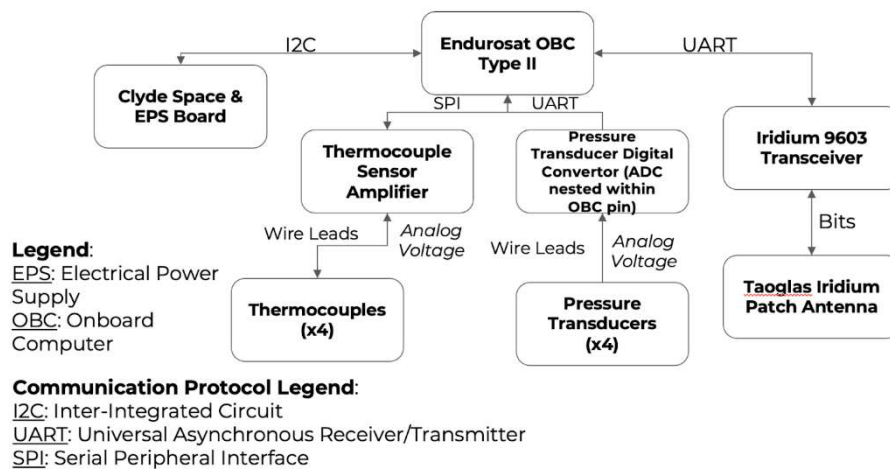 I2C
Endurosat OBC
Type II
UART
Clyde Space &
EPS Board
SPI
UART
Thermocouple
Sensor
Amplifier
Pressure
Transducer Digital
Convertor (ADC
nested within
OBC pin)
Iridium 9603
Transceiver
Wire Leads
Analog
Voltage
Wire Leads
Analog
Voltage
Bits
Thermocouples
(x4)
Pressure
Transducers
(x4)
Taoglas Iridium
Patch Antenna
Legend:
EPS: Electrical Power
Supply
OBC: Onboard
Computer
Communication Protocol Legend:
I2C: Inter-Integrated Circuit
UART: Universal Asynchronous Receiver/Transmitter
SPI: Serial Peripheral Interface